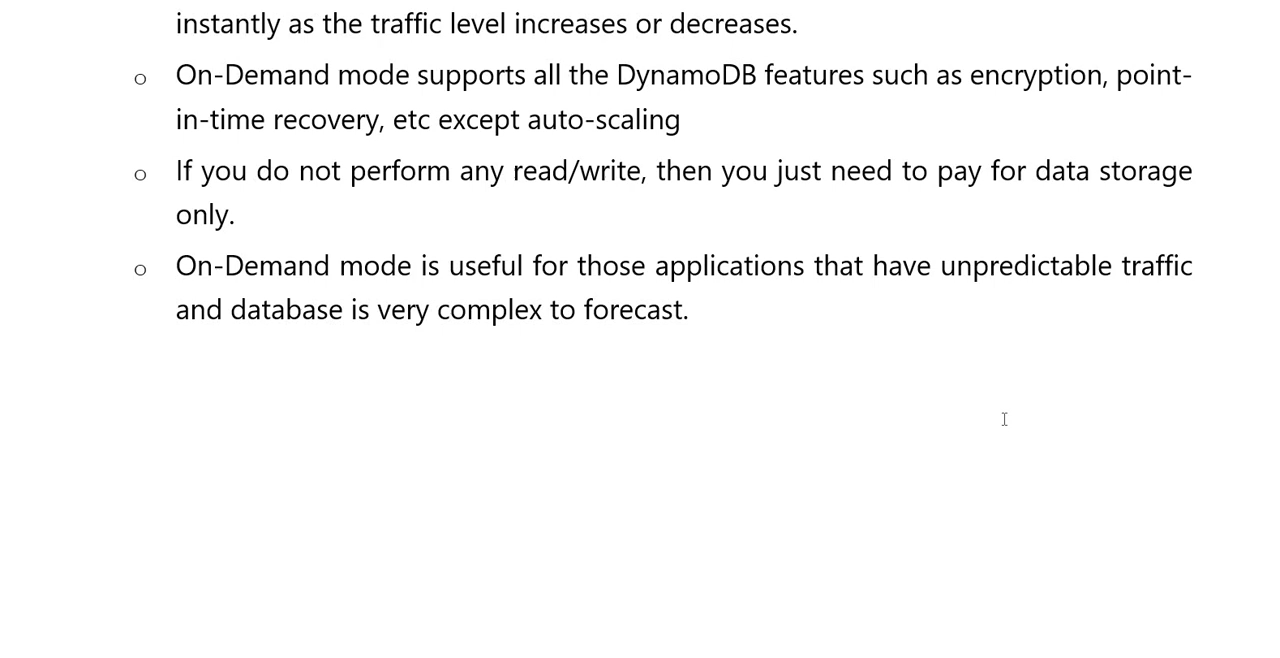 instantly as the traffic level increases or decreases.
o On-Demand mode supports all the DynamoDB features such as encryption, point-
in-time recovery, etc except auto-scaling
o If you do not perform any read/write, then you just need to pay for data storage
only.
o On-Demand mode is useful for those applications that have unpredictable traffic
and database is very complex to forecast.